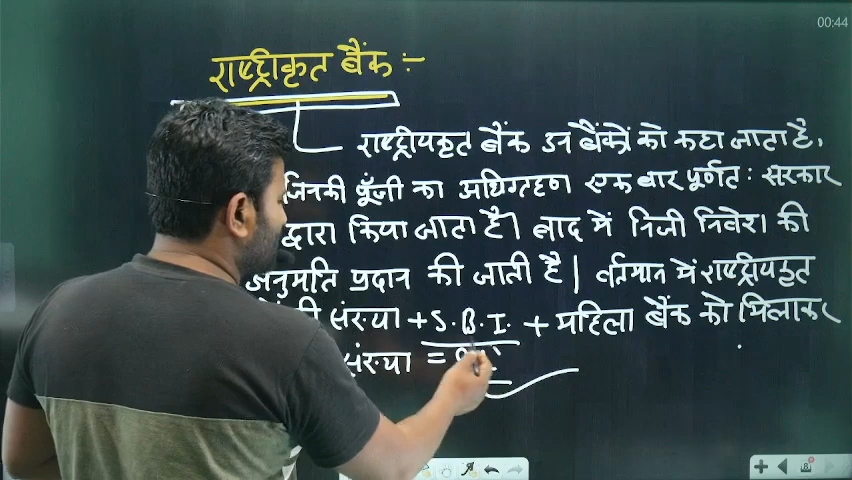 00:44
राष्ट्रीकृत बैंक :-
राष्ट्रीयकृत बैंक उन बैंकों को कहा जाता है,
जिनकी पूँजी का अधिग्रहण एक बार पूर्णतः सरकार
द्वारा किया जाता है। बाद में निजी निवेश की
अनुमति प्रदान की जाती है| वर्तमान में राष्ट्रीयकृत
की संख्या + S.B.I. + महिला बैंक को मिलाकर
संख्या =